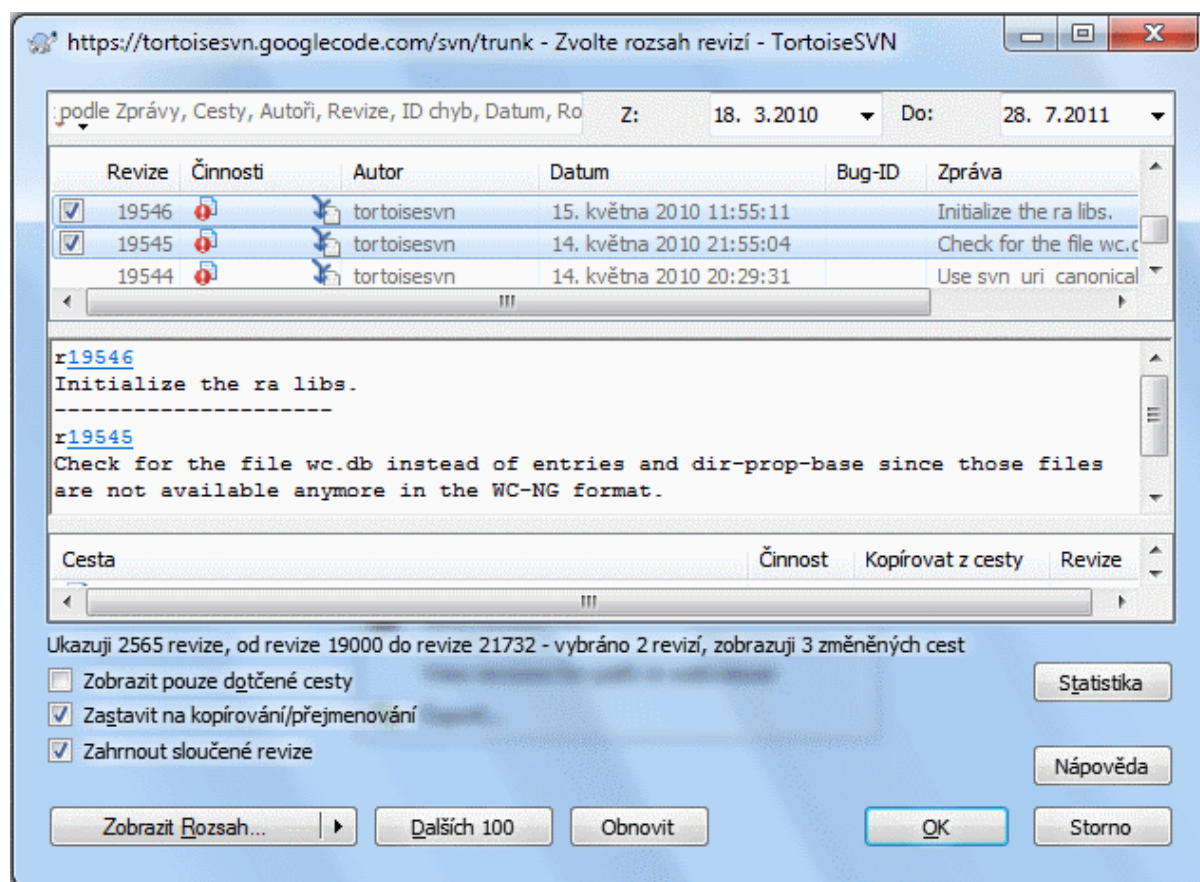 https://tortoisesvn.googlecode.com/svn/trunk - Zvolte rozsah revizí - TortoiseSVN
podle Zprávy, Cesty, Autoři, Revize, ID chyb, Datum, Ro Z: 18. 3.2010 Do: 28. 7.2011
Revize Činnosti Autor Datum Bug-ID Zpráva
19546 tortoisesvn 15. května 2010 11:55:11 Initialize the ra libs.
19545 tortoisesvn 14. května 2010 21:55:04 Check for the file wc.c
19544 tortoisesvn 14. května 2010 20:29:31 Use svn_uri_canonical
r19546
Initialize the ra libs.
---------------------
r19545
Check for the file wc.db instead of entries and dir-prop-base since those files
are not available anymore in the WC-NG format.
Cesta Činnost Kopírovat z cesty Revize
Ukazuji 2565 revize, od revize 19000 do revize 21732 - vybráno 2 revizí, zobrazuji 3 změněných cest
Zobrazit pouze dotčené cesty
Statistika
Zastavit na kopírování/přejmenování
Zahrnout sloučené revize
Nápověda
Zobrazit Rozsah... Dalších 100 Obnovit OK Storno